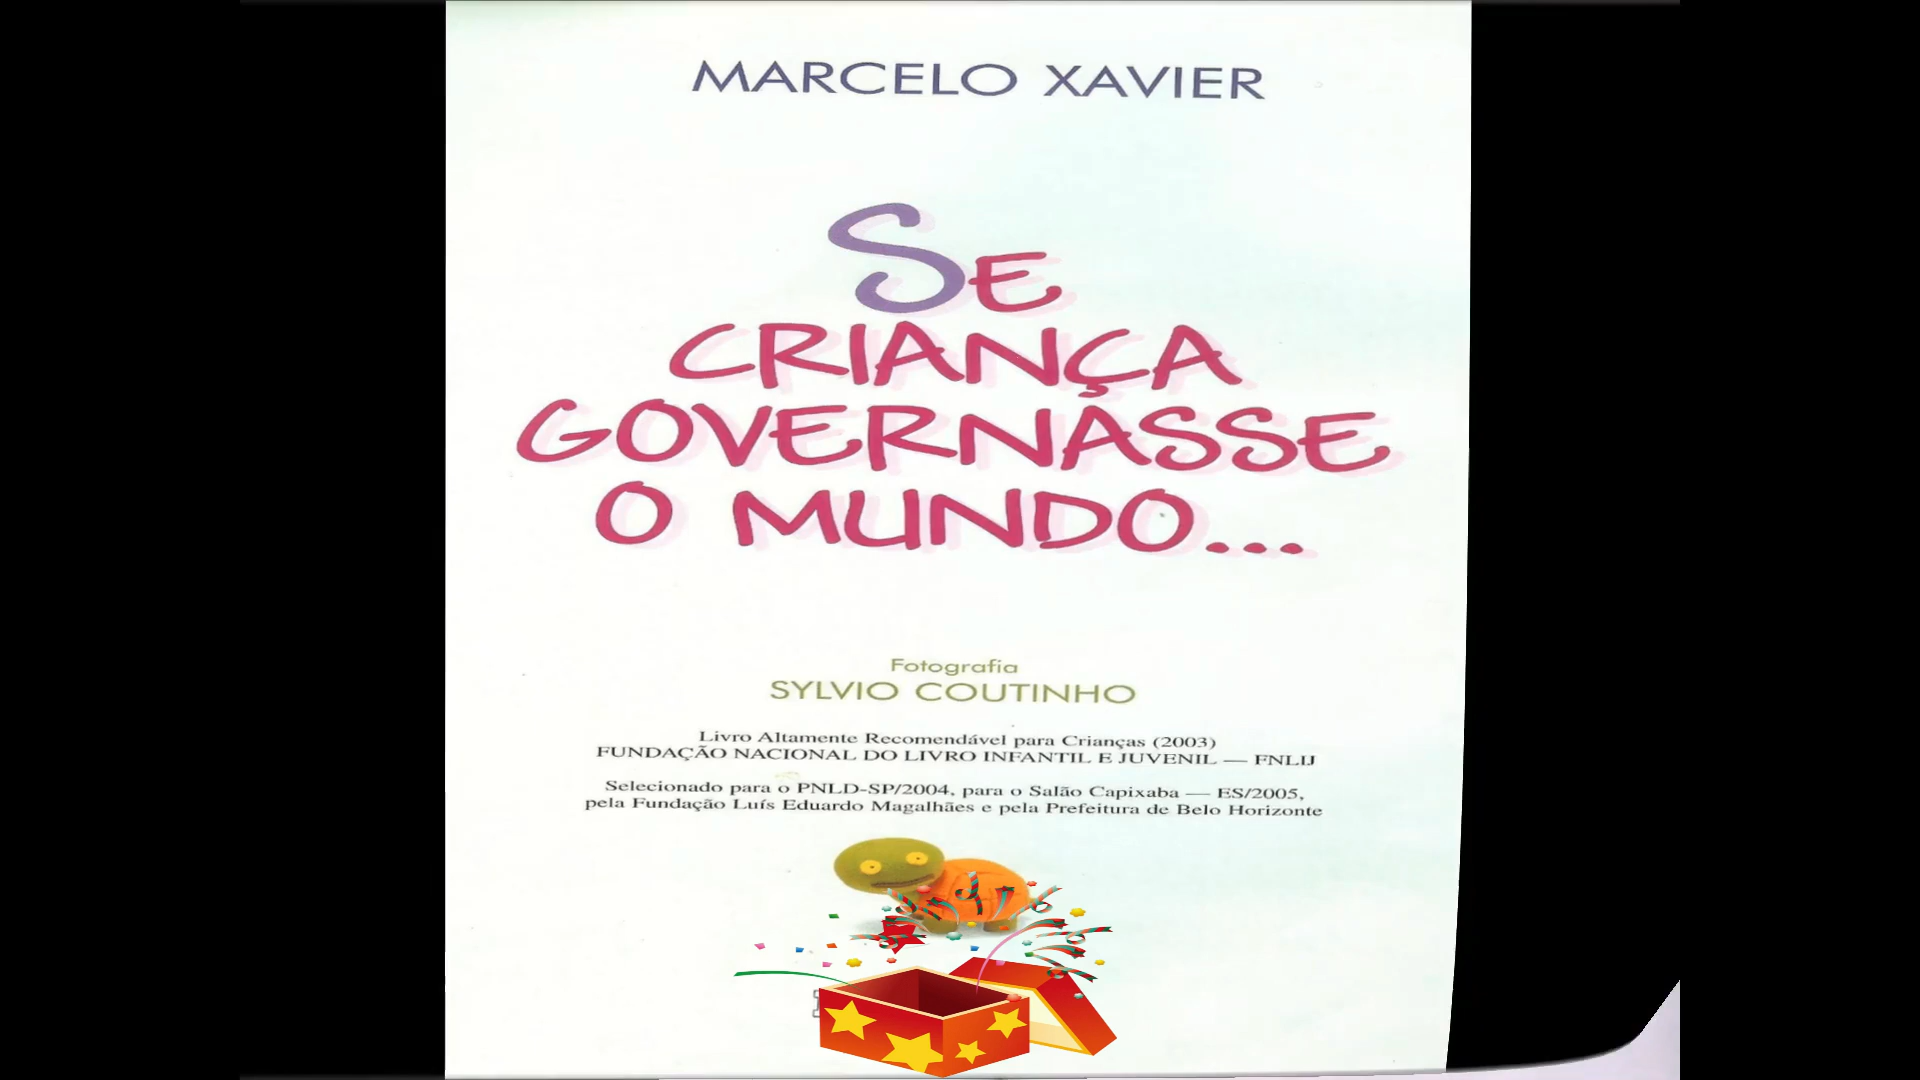 MARCELO XAVIER
SE
CRIANÇA
GOVERNASSE
O MUNDO...
Fotografia
SYLVIO COUTINHO
Livro Altamente Recomendável para Crianças (2003)
FUNDAÇÃO NACIONAL DO LIVRO INFANTIL E JUVENIL — FNLIJ
Selecionado para o PNLD-SP/2004, para o Salão Capixaba — ES/2005,
pela Fundação Luís Eduardo Magalhães e pela Prefeitura de Belo Horizonte